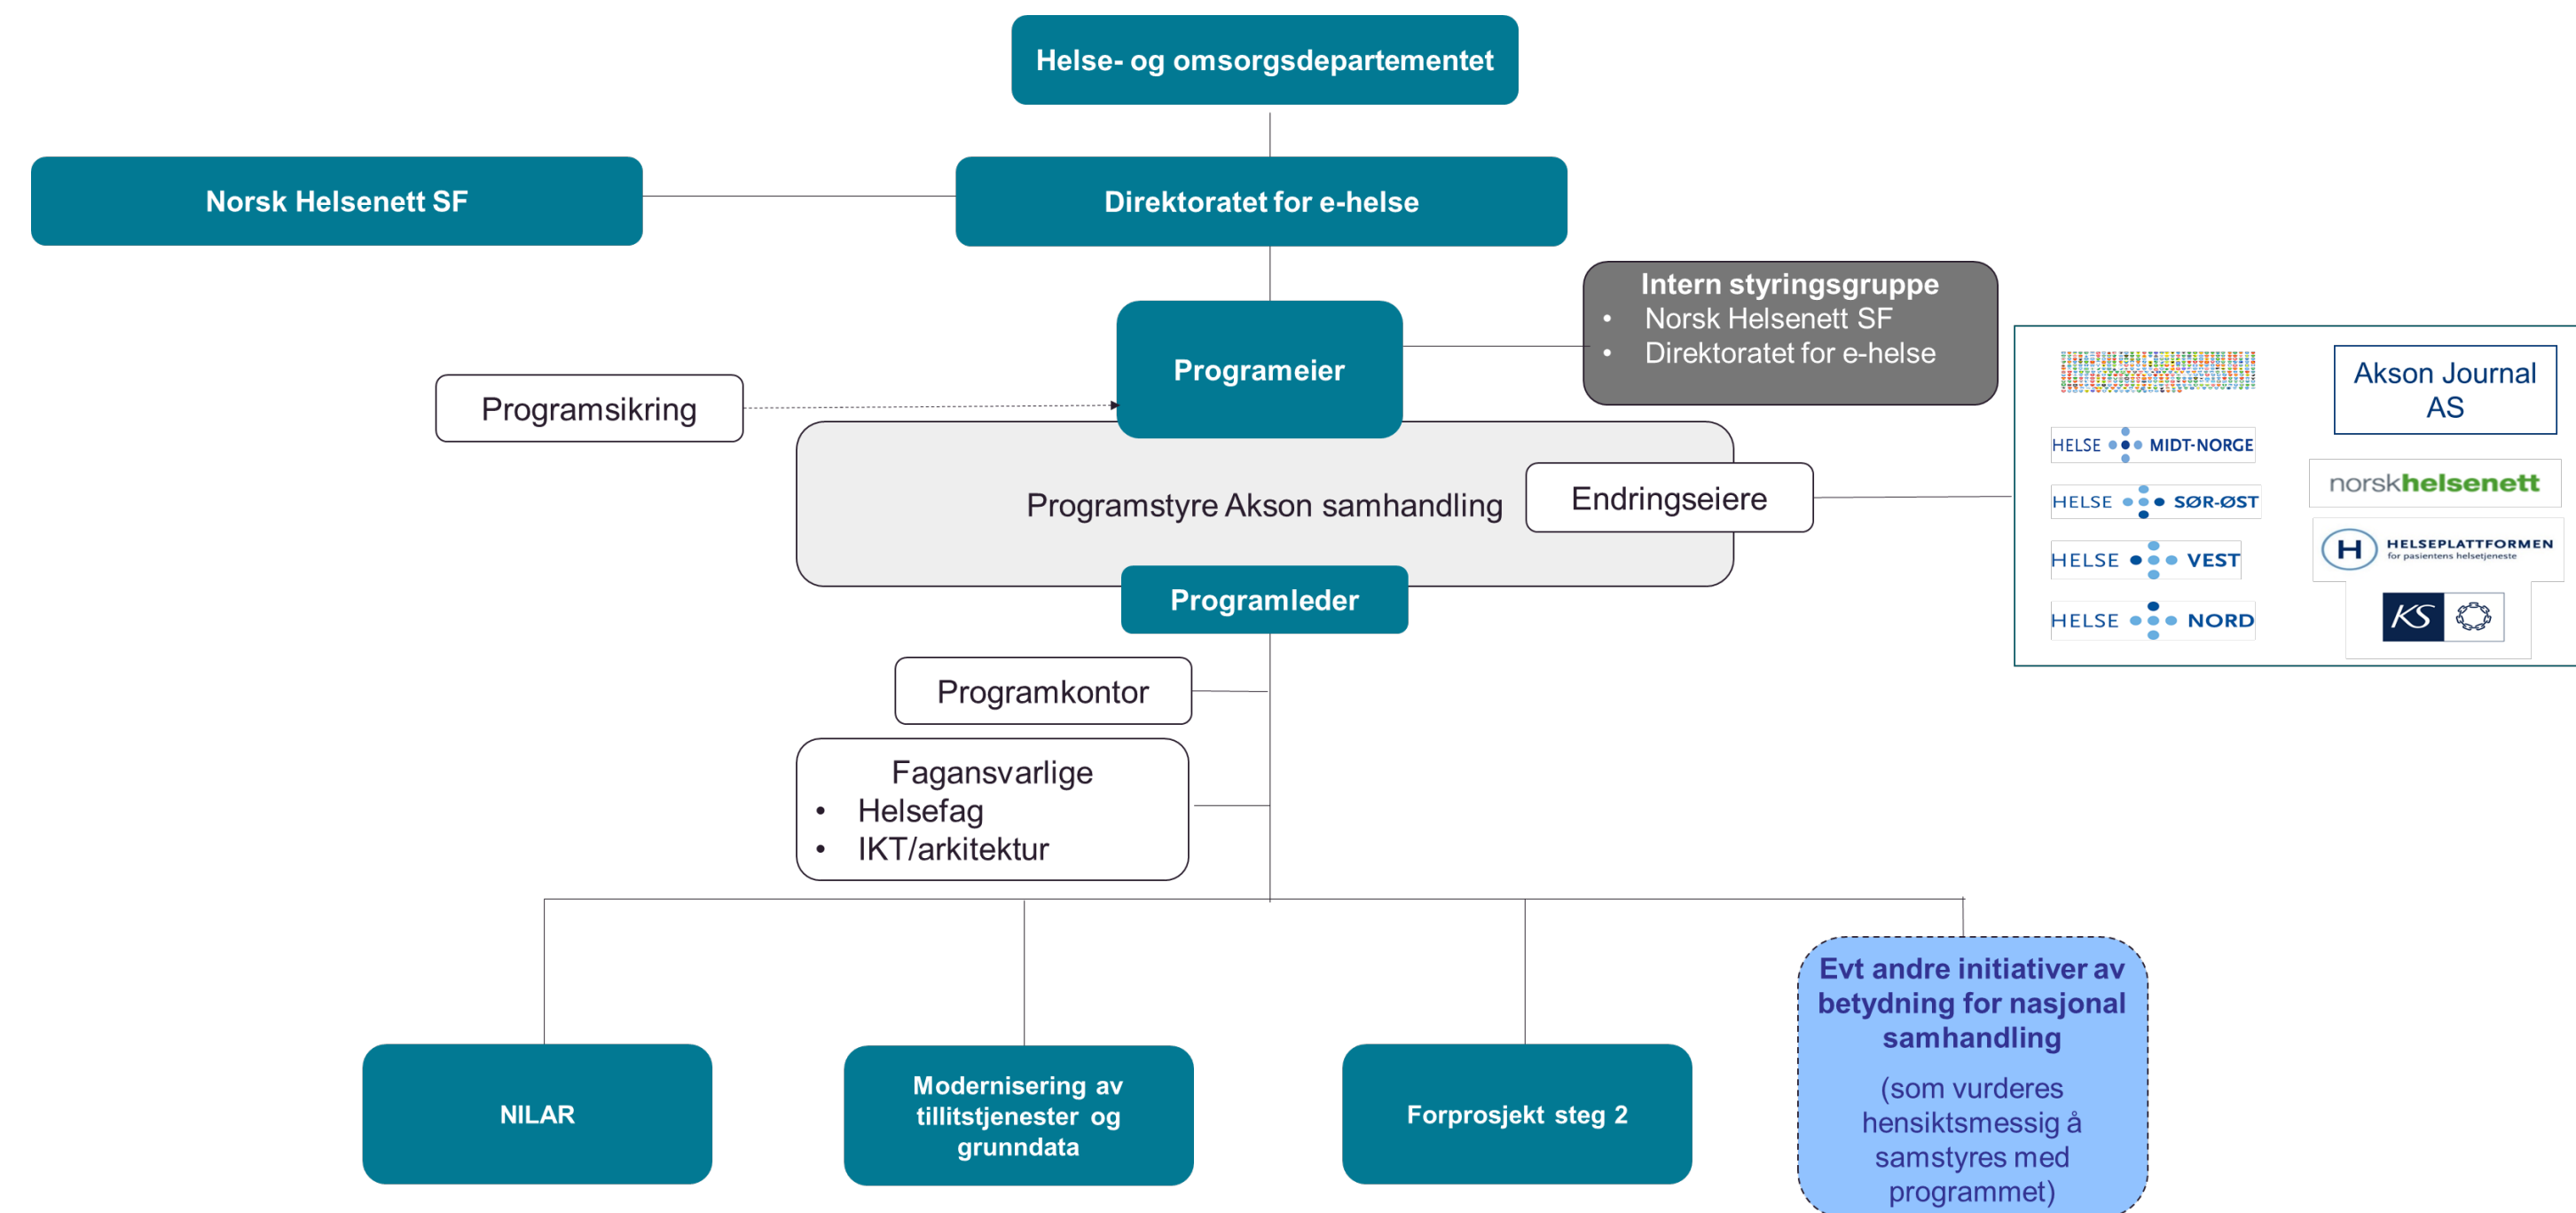 Helse- og omsorgsdepartementet
Norsk Helsenett SF
Direktoratet for e-helse
Intern styringsgruppe
• Norsk Helsenett SF
• Direktoratet for e-helse
Programeier
Programsikring
Programstyre Akson samhandling
Endringseiere
Akson Journal
AS
HELSE MIDT-NORGE
norskhelsenett
HELSE SØR-ØST
H HELSEPLATTFORMEN
for pasientens helsetjeneste
HELSE VEST
KS
HELSE NORD
Programleder
Programkontor
Fagansvarlige
• Helsefag
• IKT/arkitektur
NILAR
Modernisering av
tillitstjenester og
grunndata
Forprosjekt steg 2
Evt andre initiativer av
betydning for nasjonal
samhandling
(som vurderes
hensiktsmessig å
samstyres med
programmet)